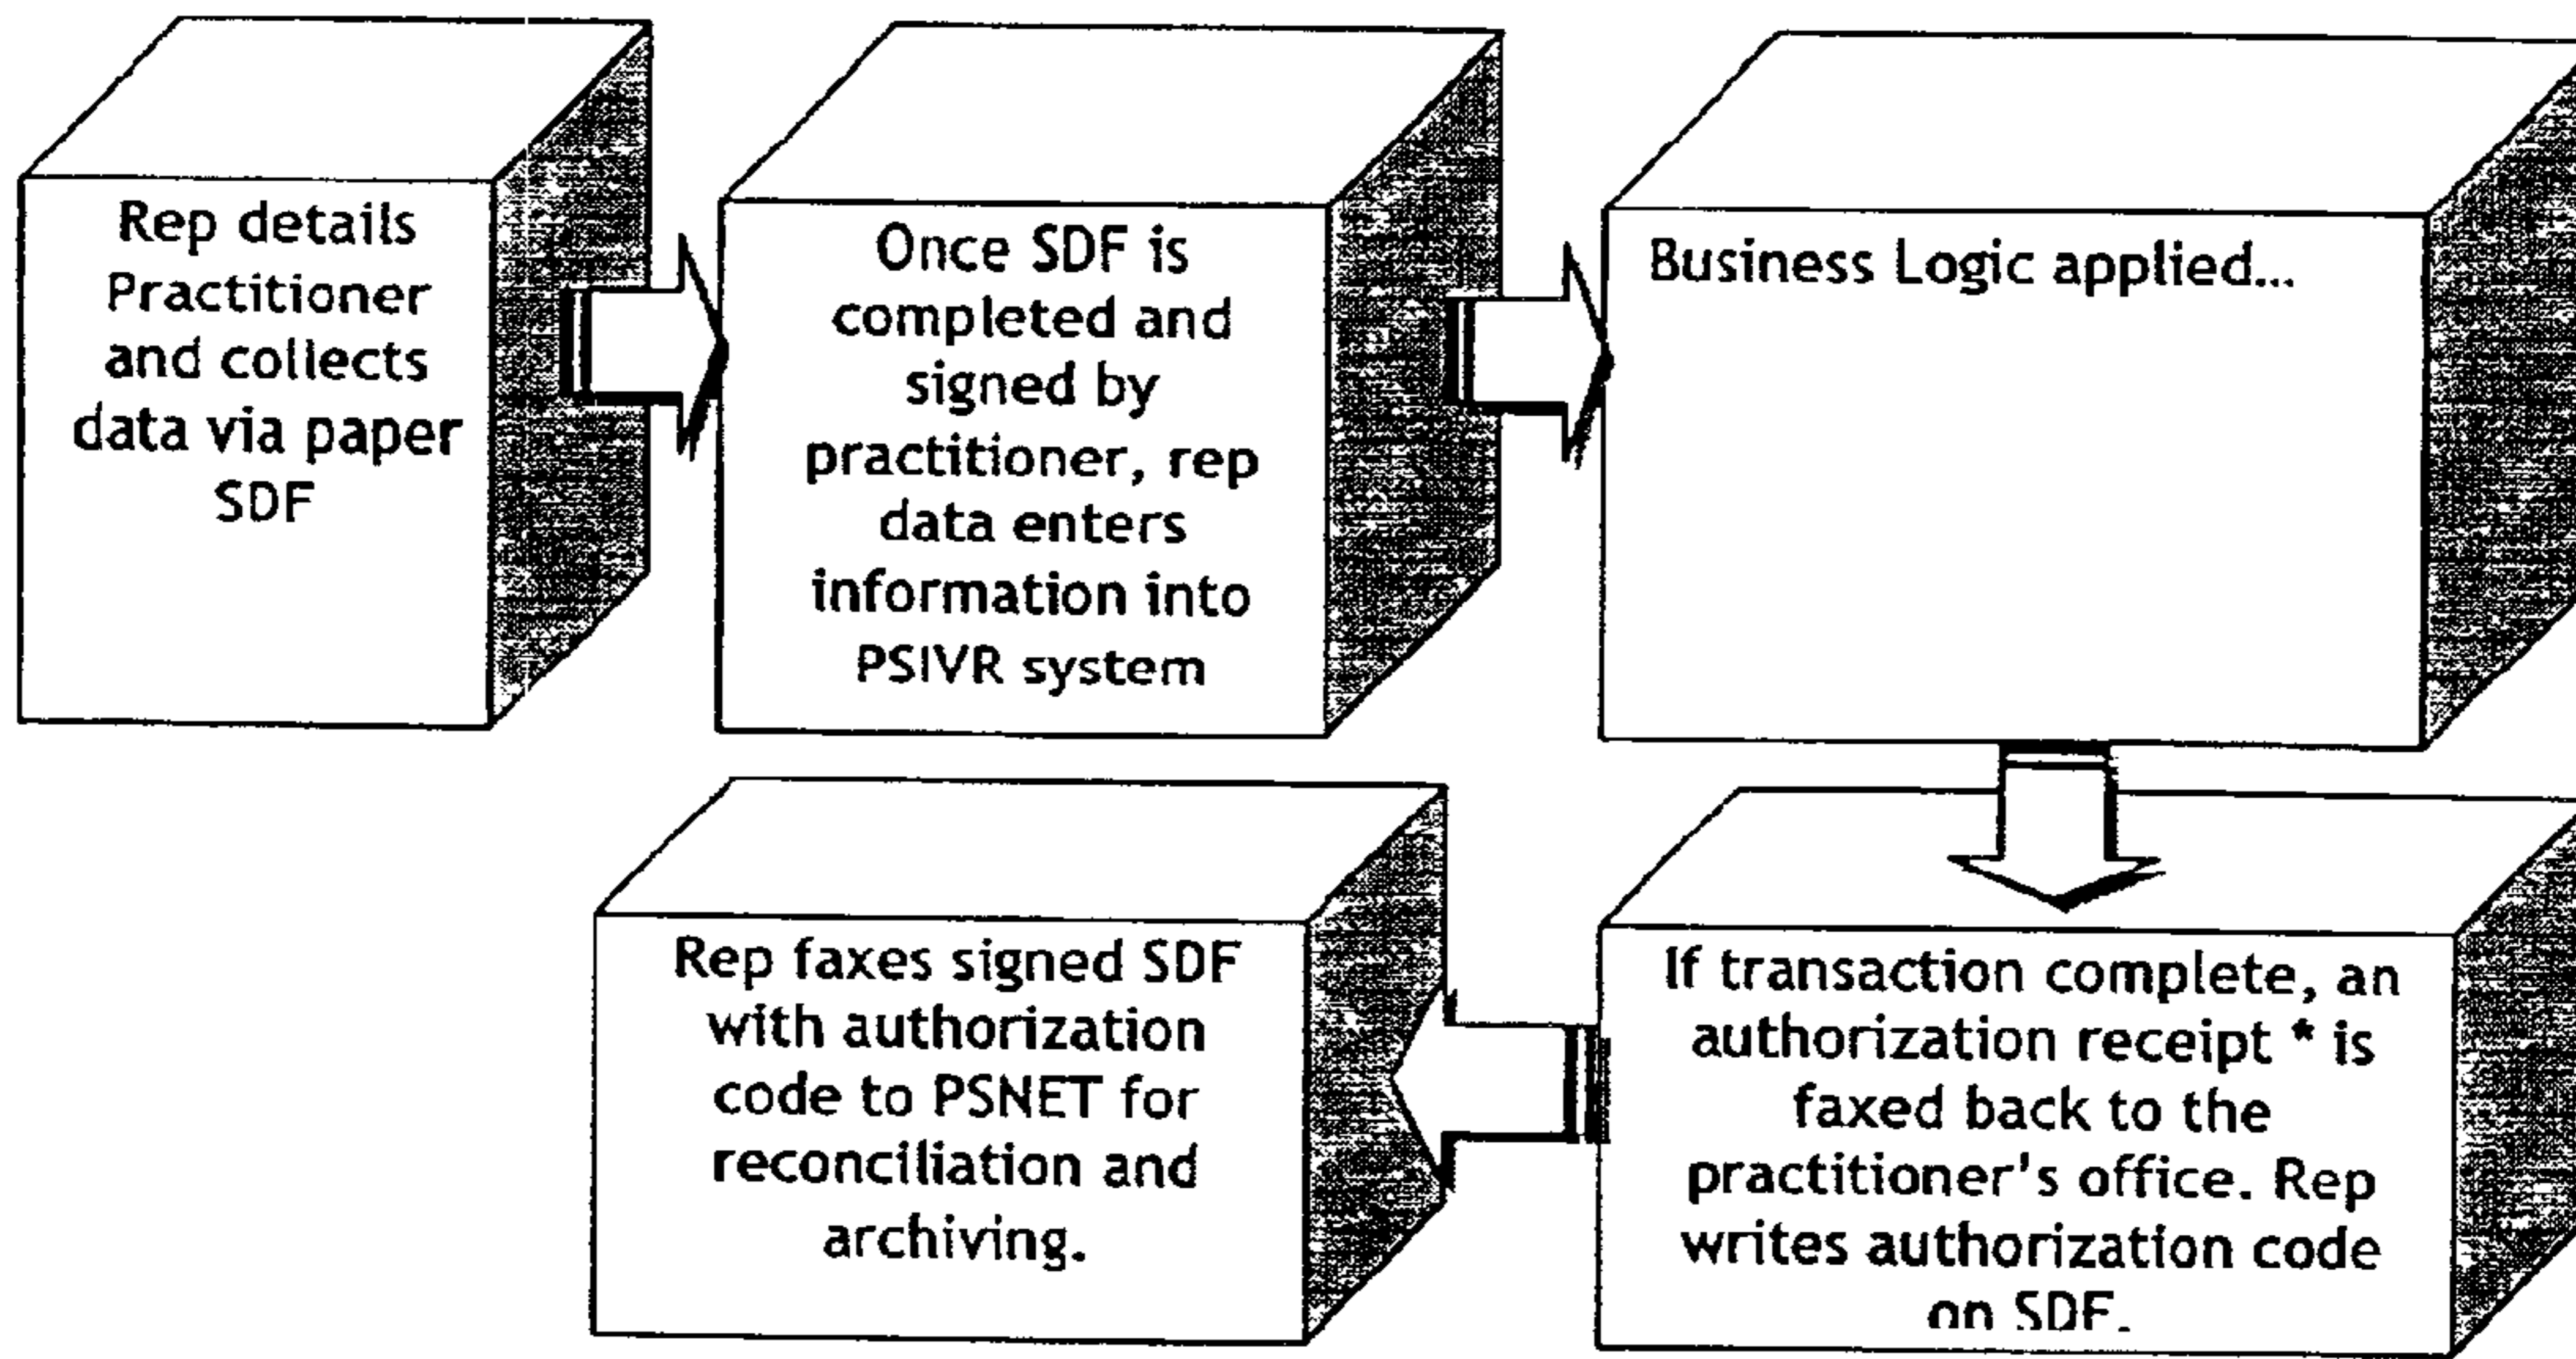 Rep details
Practitioner
and collects
data via paper
SDF
Once SDF is
completed and
signed by
practitioner, rep
data enters
information into
PSIVR system
Business Logic applied...
If transaction complete, an
authorization receipt * is
faxed back to the
practitioner's office. Rep
writes authorization code
on SDF.
Rep faxes signed SDF
with authorization
code to PSNET for
reconciliation and
archiving.